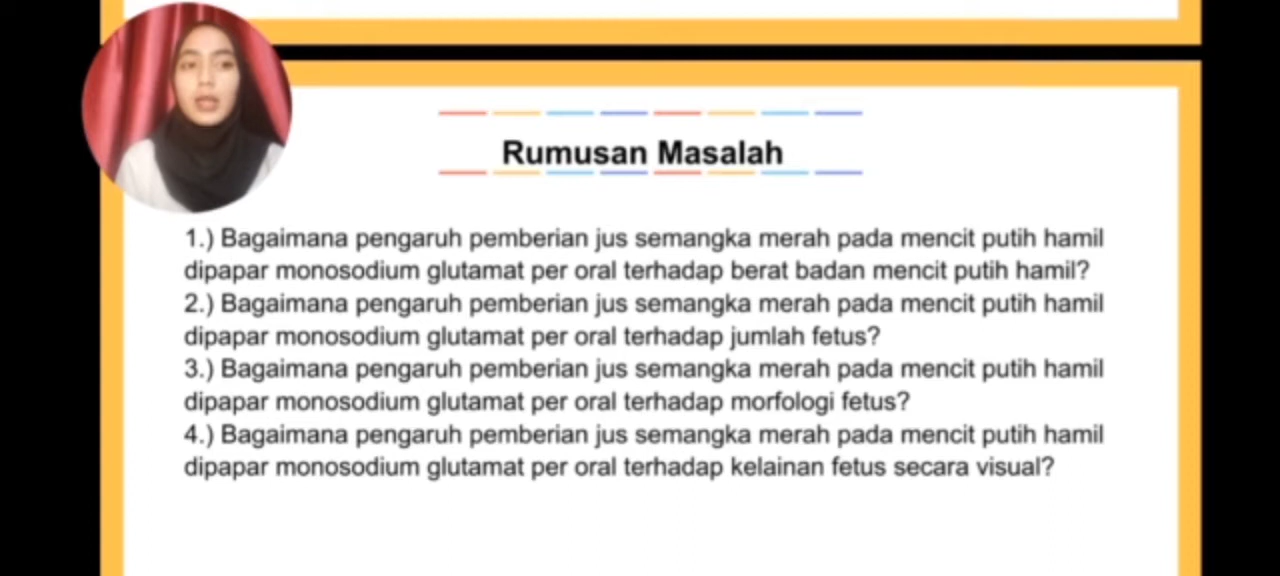 Rumusan Masalah
1.) Bagaimana pengaruh pemberian jus semangka merah pada mencit putih hamil
dipapar monosodium glutamat per oral terhadap berat badan mencit putih hamil?
2.) Bagaimana pengaruh pemberian jus semangka merah pada mencit putih hamil
dipapar monosodium glutamat per oral terhadap jumlah fetus?
3.) Bagaimana pengaruh pemberian jus semangka merah pada mencit putih hamil
dipapar monosodium glutamat per oral terhadap morfologi fetus?
4.) Bagaimana pengaruh pemberian jus semangka merah pada mencit putih hamil
dipapar monosodium glutamat per oral terhadap kelainan fetus secara visual?